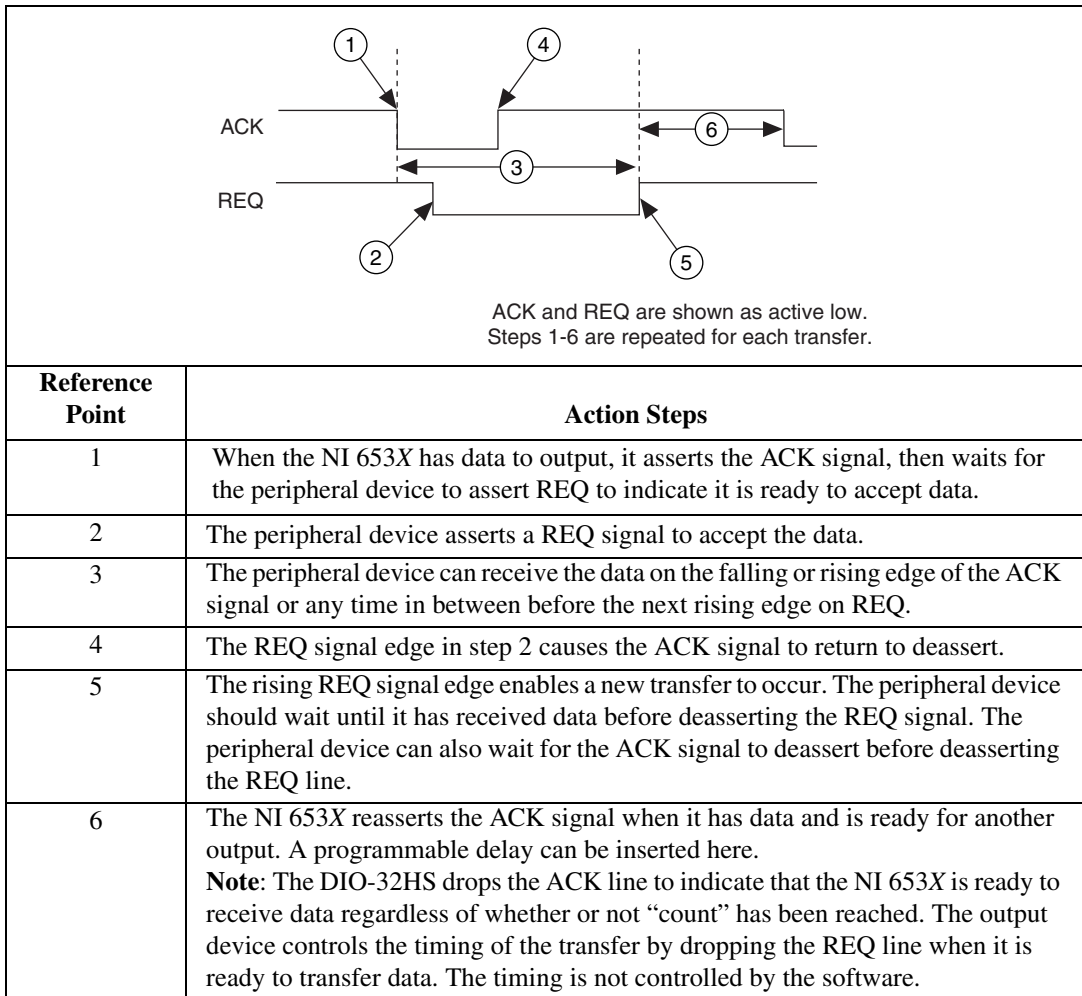 1
4
ACK
6
3
REQ
2
5
ACK and REQ are shown as active low.
Steps 1-6 are repeated for each transfer.
Reference
Point
Action Steps
1
When the NI 653X has data to output, it asserts the ACK signal, then waits for
the peripheral device to assert REQ to indicate it is ready to accept data.
2
The peripheral device asserts a REQ signal to accept the data.
3
The peripheral device can receive the data on the falling or rising edge of the ACK
signal or any time in between before the next rising edge on REQ.
4
The REQ signal edge in step 2 causes the ACK signal to return to deassert.
5
The rising REQ signal edge enables a new transfer to occur. The peripheral device
should wait until it has received data before deasserting the REQ signal. The
peripheral device can also wait for the ACK signal to deassert before deasserting
the REQ line.
6
The NI 653X reasserts the ACK signal when it has data and is ready for another
output. A programmable delay can be inserted here.
Note: The DIO-32HS drops the ACK line to indicate that the NI 653X is ready to
receive data regardless of whether or not “count” has been reached. The output
device controls the timing of the transfer by dropping the REQ line when it is
ready to transfer data. The timing is not controlled by the software.